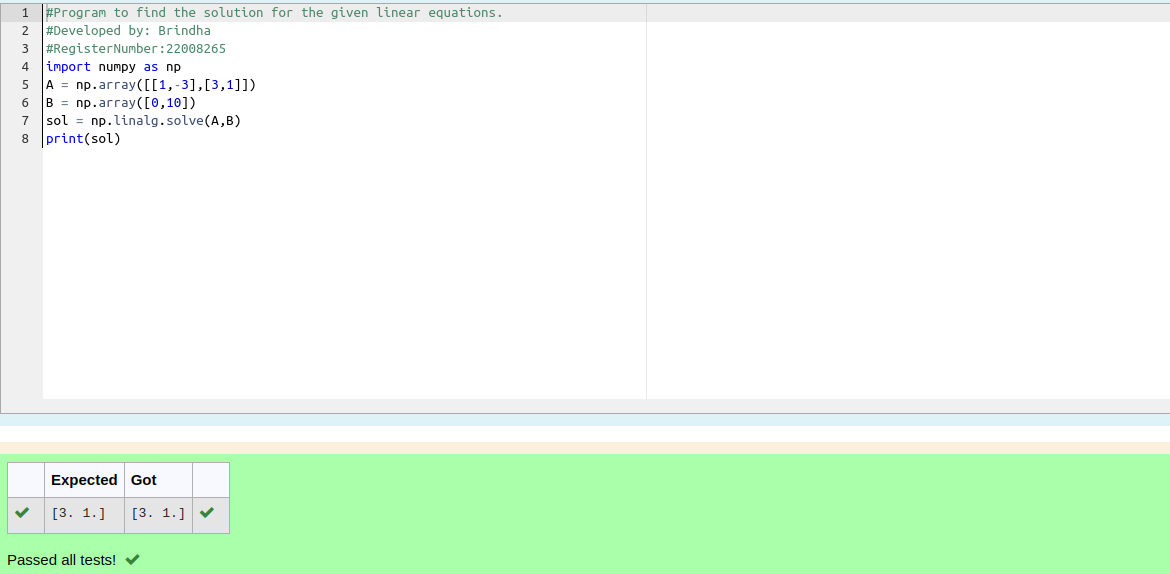 1 #Program to find the solution for the given linear equations.
2 #Developed by: Brindha
3 #RegisterNumber:22008265
4 import numpy as np
5 A = np.array([[1,-3],[3,1]])
6 B = np.array([0,10])
7 sol = np.linalg.solve(A,B)
8 print(sol)
Expected Got
[3. 1.] [3. 1.]
Passed all tests!